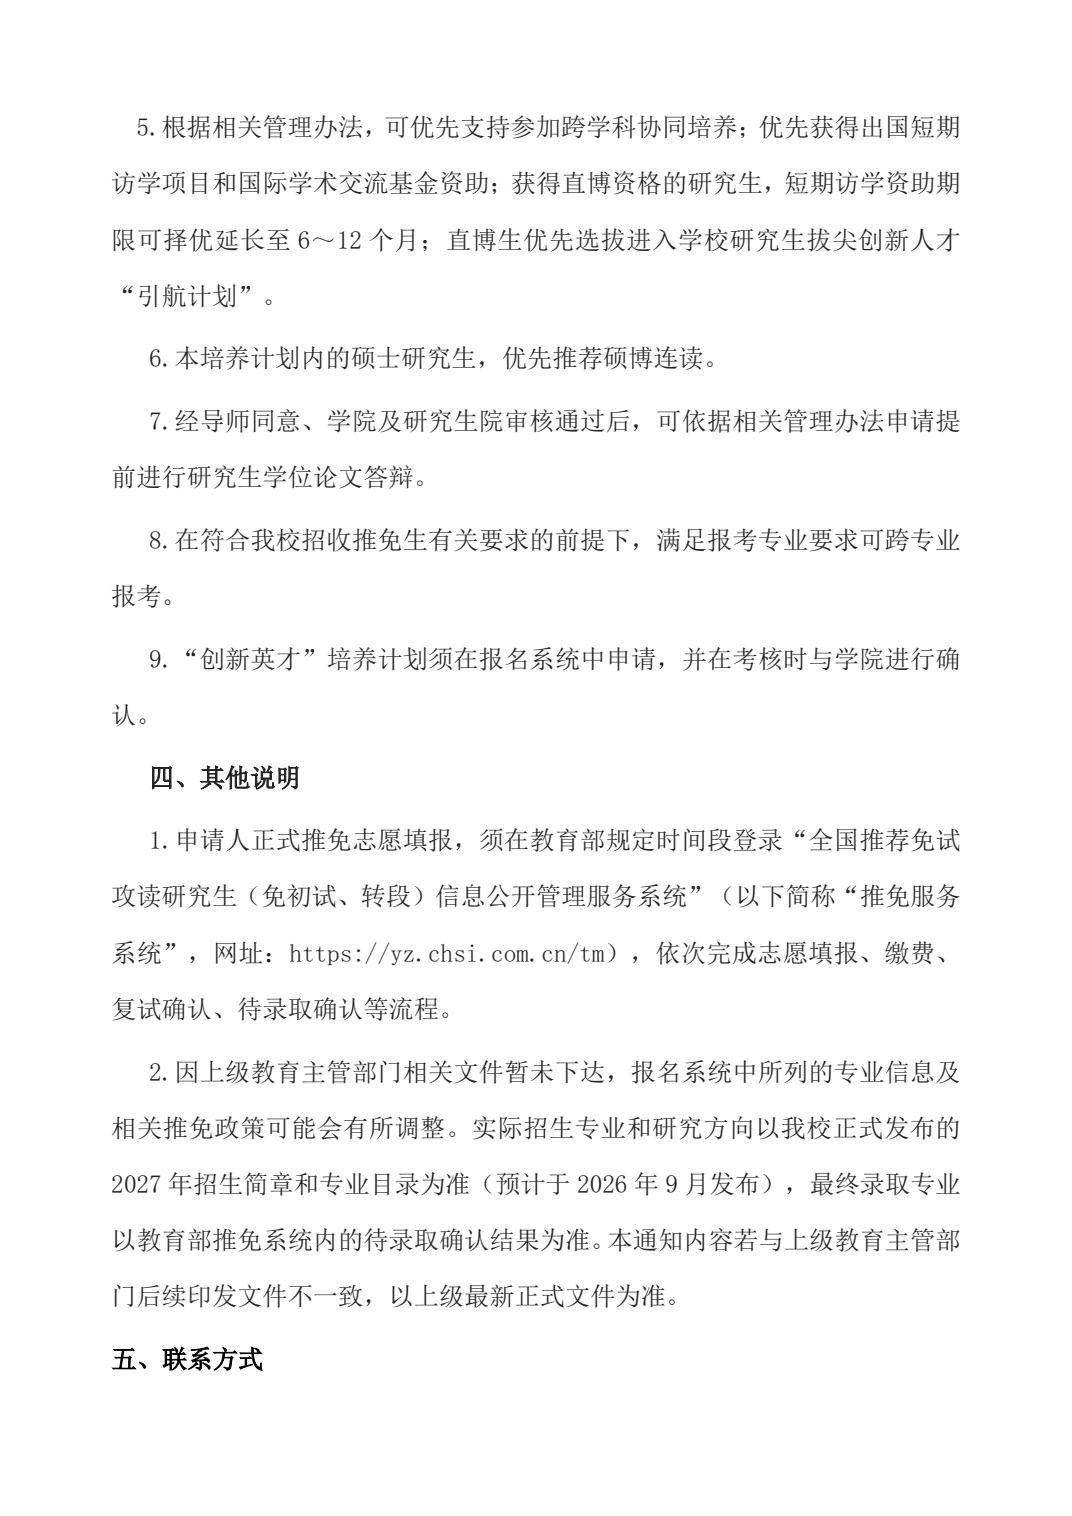 5.根据相关管理办法，可优先支持参加跨学科协同培养；优先获得出国短期
访学项目和国际学术交流基金资助；获得直博资格的研究生，短期访学资助期
限可择优延长至 6～12 个月；直博生优先选拔进入学校研究生拔尖创新人才
“引航计划”。
6.本培养计划内的硕士研究生，优先推荐硕博连读。
7.经导师同意、学院及研究生院审核通过后，可依据相关管理办法申请提
前进行研究生学位论文答辩。
8.在符合我校招收推免生有关要求的前提下，满足报考专业要求可跨专业
报考。
9.“创新英才”培养计划须在报名系统中申请，并在考核时与学院进行确
认。
四、其他说明
1.申请人正式推免志愿填报，须在教育部规定时间段登录“全国推荐免试
攻读研究生（免初试、转段）信息公开管理服务系统”（以下简称“推免服务
系统”，网址：https://yz.chsi.com.cn/tm），依次完成志愿填报、缴费、
复试确认、待录取确认等流程。
2.因上级教育主管部门相关文件暂未下达，报名系统中所列的专业信息及
相关推免政策可能会有所调整。实际招生专业和研究方向以我校正式发布的
2027 年招生简章和专业目录为准（预计于 2026 年 9 月发布），最终录取专业
以教育部推免系统内的待录取确认结果为准。本通知内容若与上级教育主管部
门后续印发文件不一致，以上级最新正式文件为准。
五、联系方式